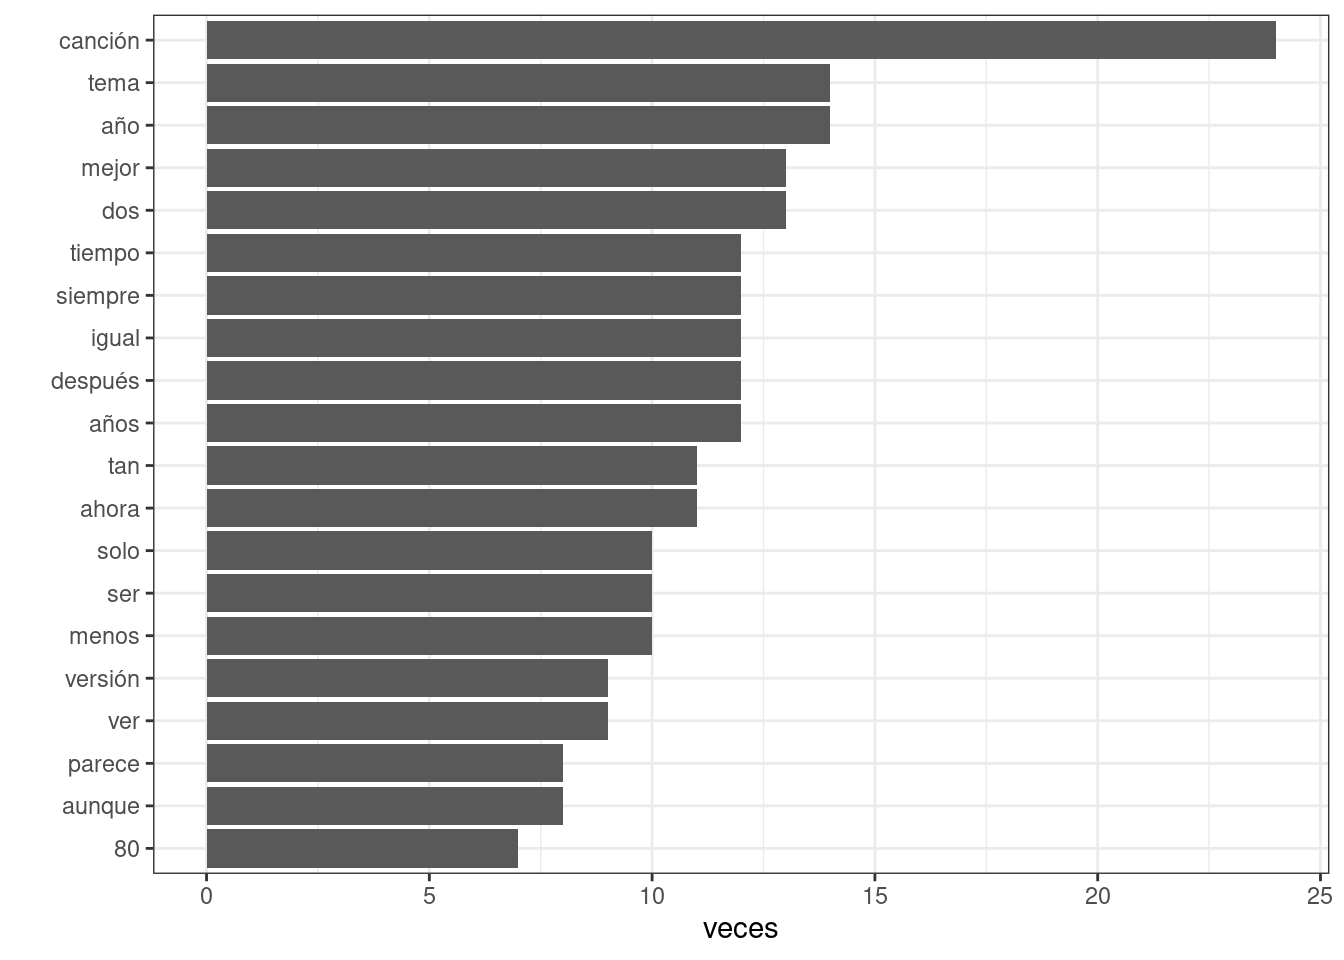 canción
tema
año
mejor
dos
tiempo
siempre
igual
después
años
tan
ahora
solo
ser
menos
versión
ver
parece
aunque
80
0 5 10 15 20 25
veces